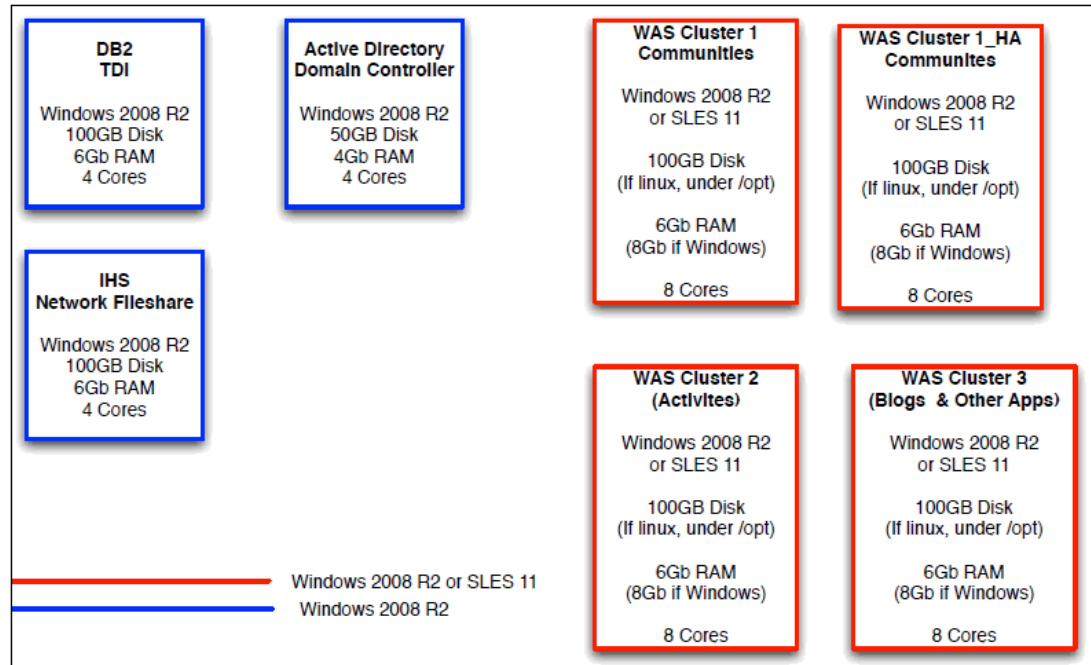 DB2
TDI
Windows 2008 R2
100GB Disk
6Gb RAM
4 Cores
Active Directory
Domain Controller
Windows 2008 R2
50GB Disk
4Gb RAM
4 Cores
WAS Cluster 1
Communities
Windows 2008 R2
or SLES 11
100GB Disk
(If linux, under /opt)
6Gb RAM
(8Gb if Windows)
8 Cores
WAS Cluster 1_HA
Communites
Windows 2008 R2
or SLES 11
100GB Disk
(If linux, under /opt)
6Gb RAM
(8Gb if Windows)
8 Cores
IHS
Network Fileshare
Windows 2008 R2
100GB Disk
6Gb RAM
4 Cores
WAS Cluster 2
(Activites)
Windows 2008 R2
or SLES 11
100GB Disk
(If linux, under /opt)
6Gb RAM
(8Gb if Windows)
8 Cores
WAS Cluster 3
(Blogs & Other Apps)
Windows 2008 R2
or SLES 11
100GB Disk
(If linux, under /opt)
6Gb RAM
(8Gb if Windows)
8 Cores
Windows 2008 R2 or SLES 11
Windows 2008 R2